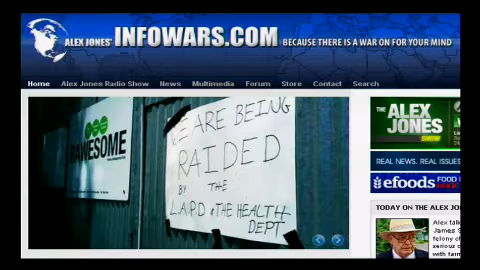 ALEX JONES' INFOWARS.COM BECAUSE THERE IS A WAR ON FOR YOUR MIND
Home Alex Jones Radio Show News Multimedia Forum Store Contact Search
RAWESOME
WE ARE BEING
RAIDED
BY THE
L.A.P.D & THE HEALTH
DEPT
THE
ALEX
JONES
SHOW
REAL NEWS. REAL ISSUES
efoods FOOD
TODAY ON THE ALEX JO
Alex talk
James S
felony c
serious c
with farm